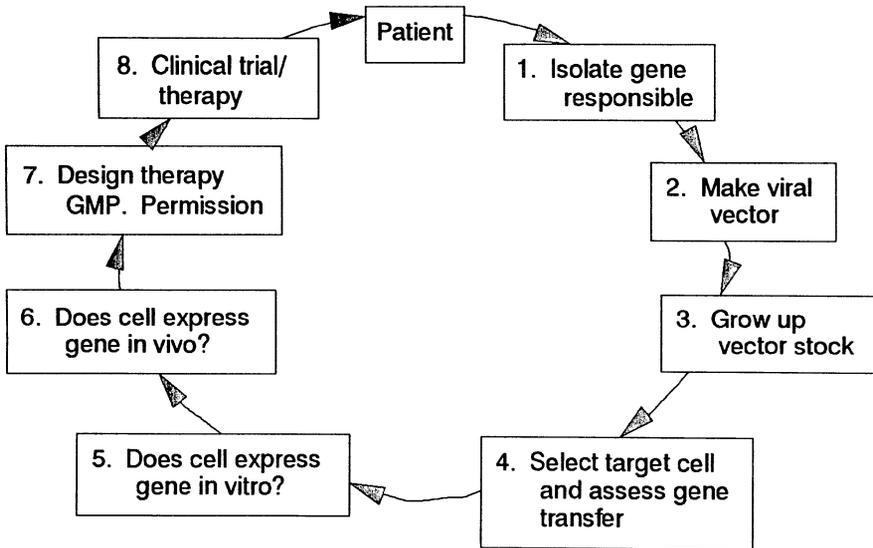 Patient
1. Isolate gene
responsible
2. Make viral
vector
3. Grow up
vector stock
4. Select target cell
and assess gene
transfer
5. Does cell express
gene in vitro?
6. Does cell express
gene in vivo?
7. Design therapy
GMP. Permission
8. Clinical trial/
therapy